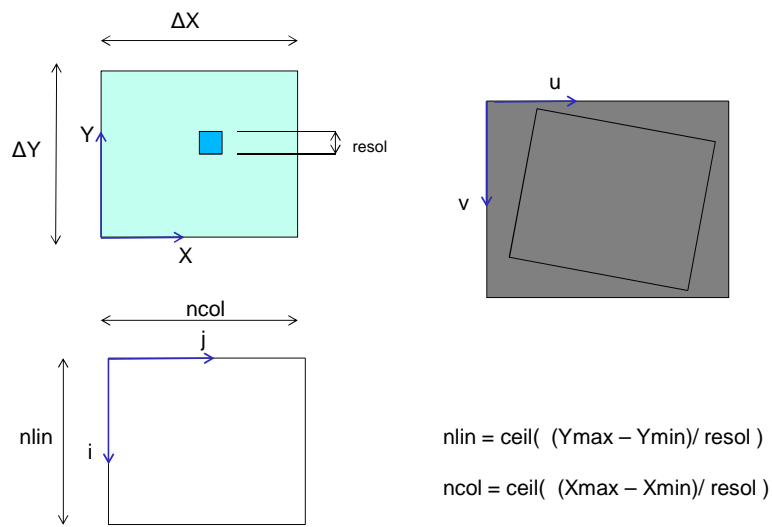 ΔX
u
Y
ΔY
resol
v
X
ncol
j
nlin
i
nlin = ceil( (Ymax – Ymin)/ resol )
ncol = ceil( (Xmax – Xmin)/ resol )